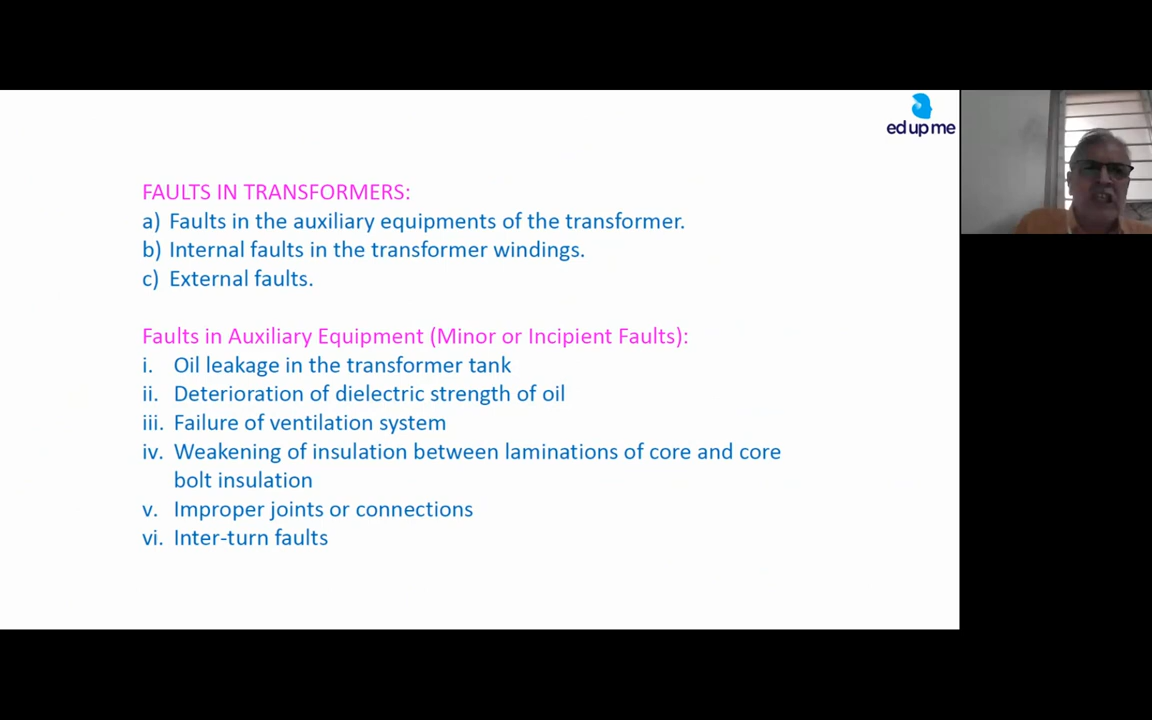 ed up me
FAULTS IN TRANSFORMERS:
a) Faults in the auxiliary equipments of the transformer.
b) Internal faults in the transformer windings.
c) External faults.
Faults in Auxiliary Equipment (Minor or Incipient Faults):
i. Oil leakage in the transformer tank
ii. Deterioration of dielectric strength of oil
iii. Failure of ventilation system
iv. Weakening of insulation between laminations of core and core
bolt insulation
v. Improper joints or connections
vi. Inter-turn faults